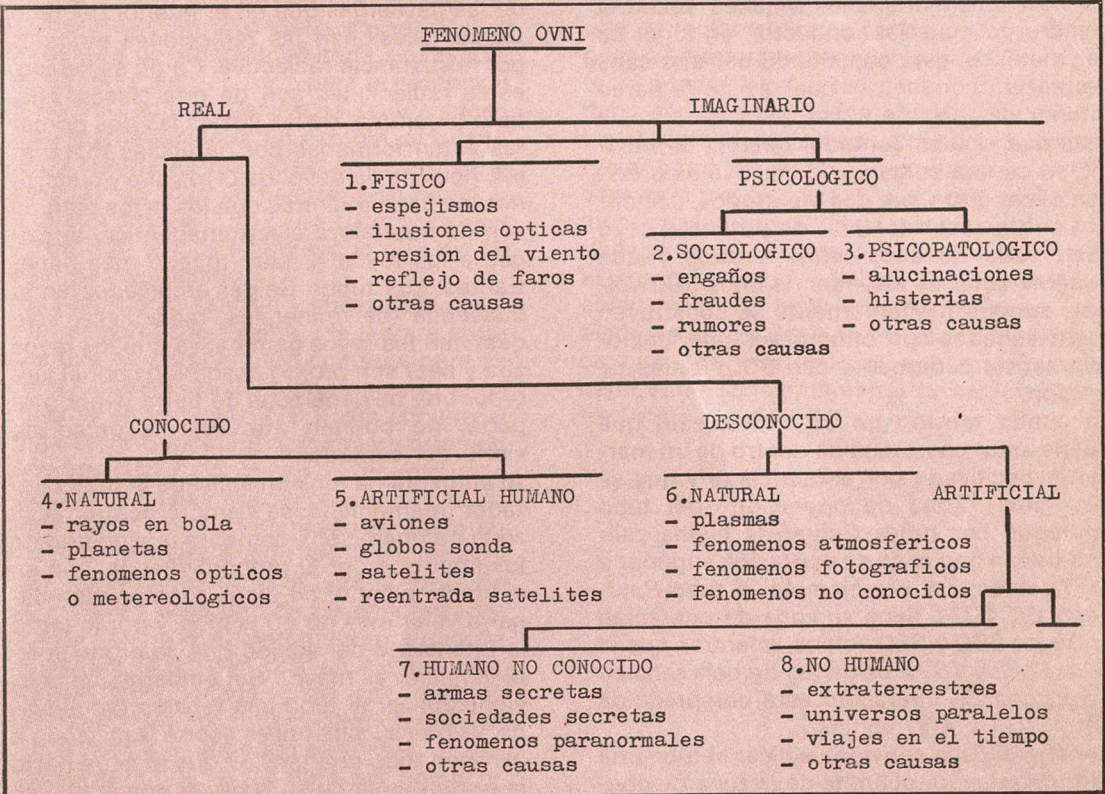 FENOMENO OVNI
REAL
IMAGINARIO
1.FISICO
- espejismos
- ilusiones opticas
- presion del viento
- reflejo de faros
- otras causas
PSICOLOGICO
2.SOCIOLOGICO
- engaños
- fraudes
- rumores
- otras causas
3.PSICOPATOLOGICO
- alucinaciones
- histerias
- otras causas
CONOCIDO
DESCONOCIDO
4.NATURAL
- rayos en bola
- planetas
- fenomenos opticos
o metereologicos
5.ARTIFICIAL HUMANO
- aviones
- globos sonda
- satelites
- reentrada satelites
6.NATURAL
- plasmas
- fenomenos atmosfericos
- fenomenos fotograficos
- fenomenos no conocidos
ARTIFICIAL
7.HUMANO NO CONOCIDO
- armas secretas
- sociedades secretas
- fenomenos paranormales
- otras causas
8.NO HUMANO
- extraterrestres
- universos paralelos
- viajes en el tiempo
- otras causas